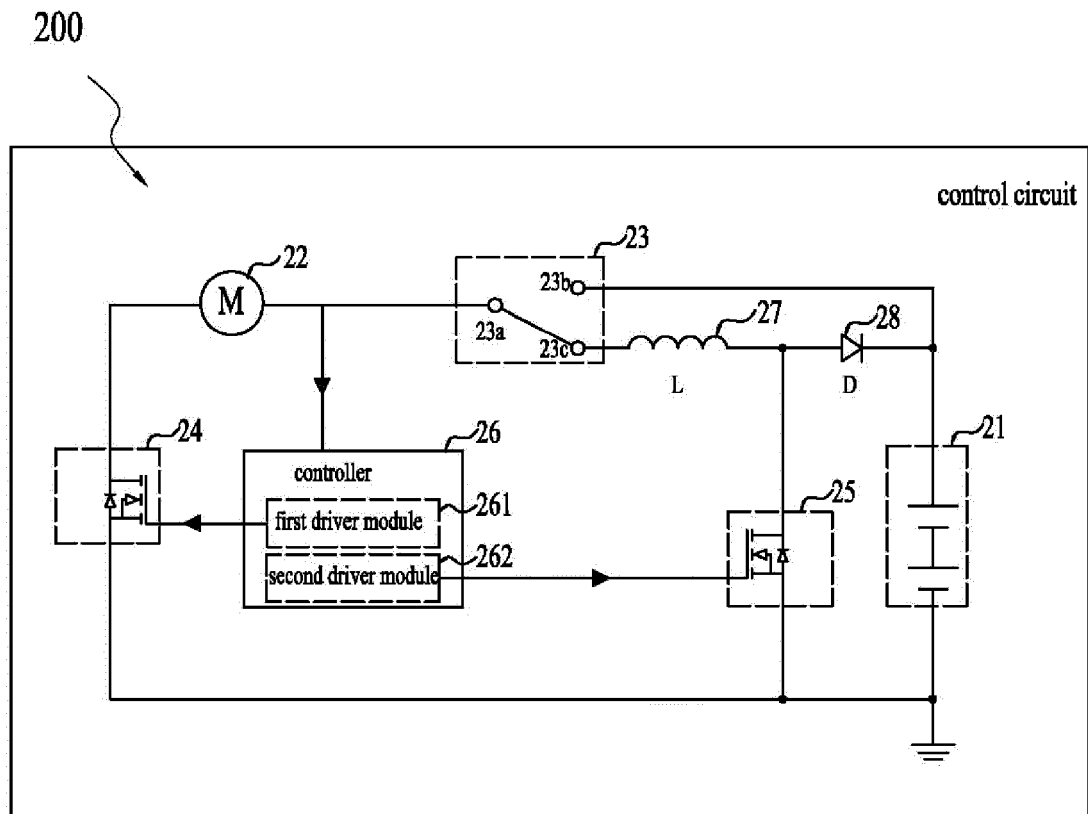 200
control circuit
23
22
M
23b
23a
23c
27
28
L
D
24
26
21
controller
25
first driver module
261
second driver module
262